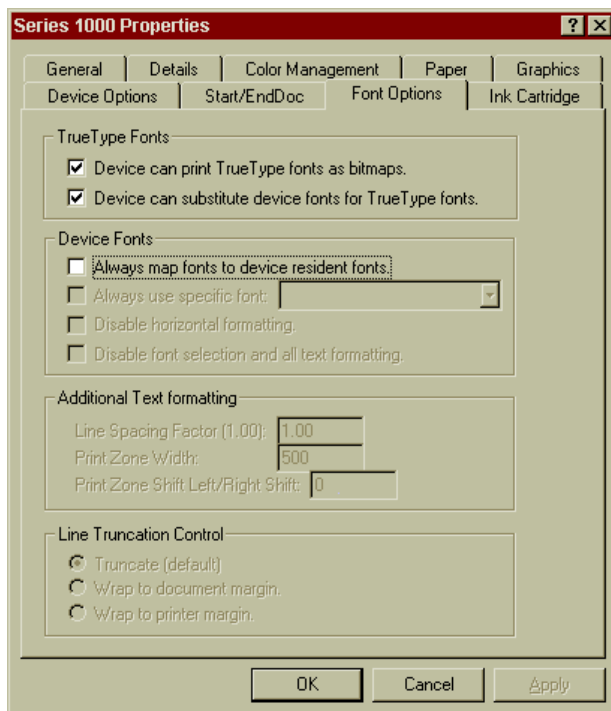 Series 1000 Properties
General Details Color Management Paper Graphics
Device Options Start/EndDoc Font Options Ink Cartridge
TrueType Fonts
Device can print TrueType fonts as bitmaps.
Device can substitute device fonts for TrueType fonts.
Device Fonts
Always map fonts to device resident fonts.
Always use specific font:
Disable horizontal formatting.
Disable font selection and all text formatting.
Additional Text formatting
Line Spacing Factor (1.00): 1.00
Print Zone Width: 500
Print Zone Shift Left/Right Shift: 0
Line Truncation Control
Truncate (default)
Wrap to document margin.
Wrap to printer margin.
OK Cancel Apply